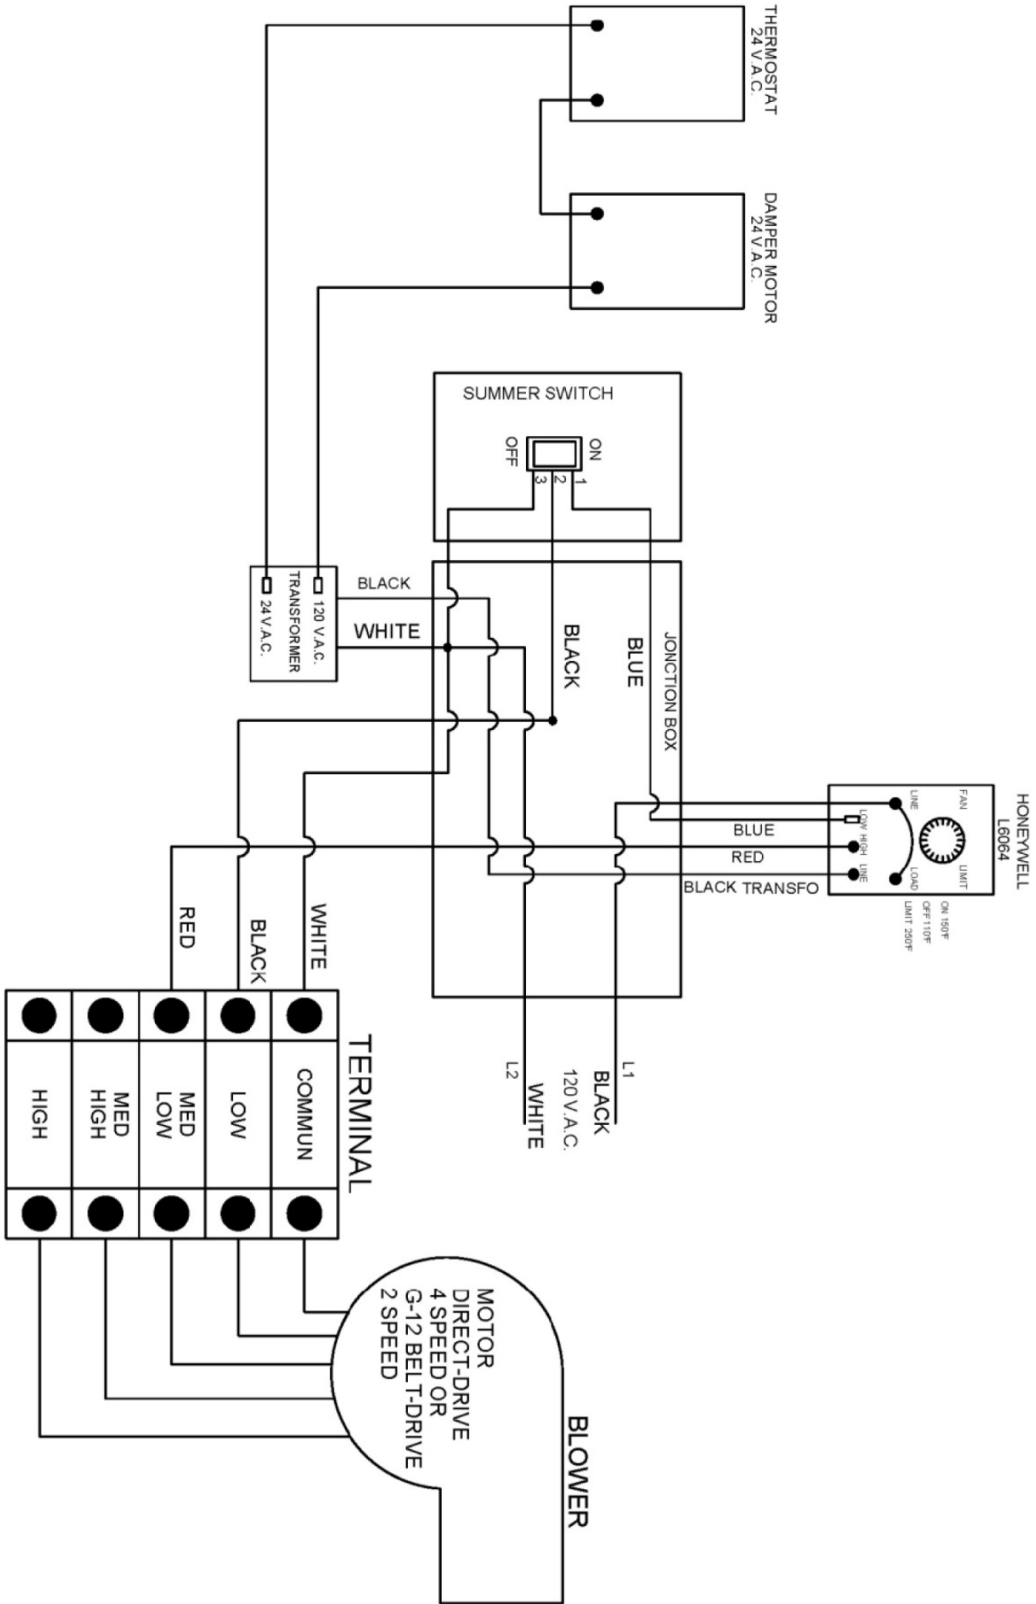 THERMOSTAT
24 V.A.C.
DAMPER MOTOR
24 V.A.C.
SUMMER SWITCH
OFF
ON
3
2
1
TRANSFORMER
120 V.A.C.
24 V.A.C.
BLACK
WHITE
BLACK
BLUE
JONCTION BOX
HONEYWELL
L6064
FAN
LIMIT
LINE
LOAD
LOW
HIGH
LINE
ON 150°F
OFF 110°F
LIMIT 250°F
BLUE
RED
BLACK TRANSFO
RED
BLACK
WHITE
L1
BLACK
120 V.A.C.
L2
WHITE
TERMINAL
COMMUN
LOW
MED
LOW
MED
HIGH
HIGH
BLOWER
MOTOR
DIRECT-DRIVE
4 SPEED OR
G-12 BELT-DRIVE
2 SPEED